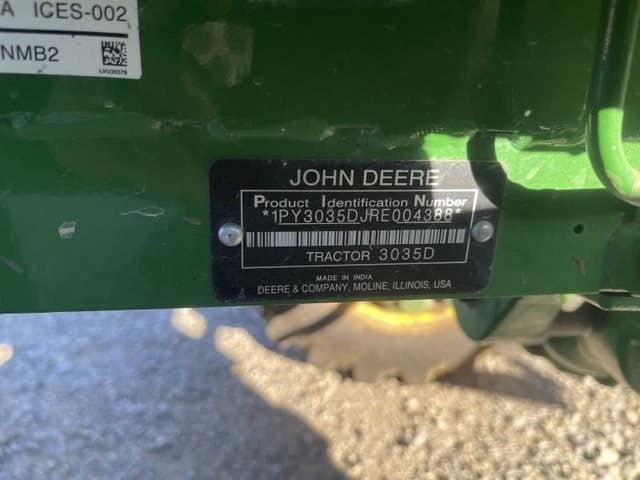 A ICES-002
NMB2
LVU35578
JOHN DEERE
Product Identification Number
*1PY3035DJRE004388*
TRACTOR 3035D
MADE IN INDIA
DEERE & COMPANY, MOLINE, ILLINOIS, USA